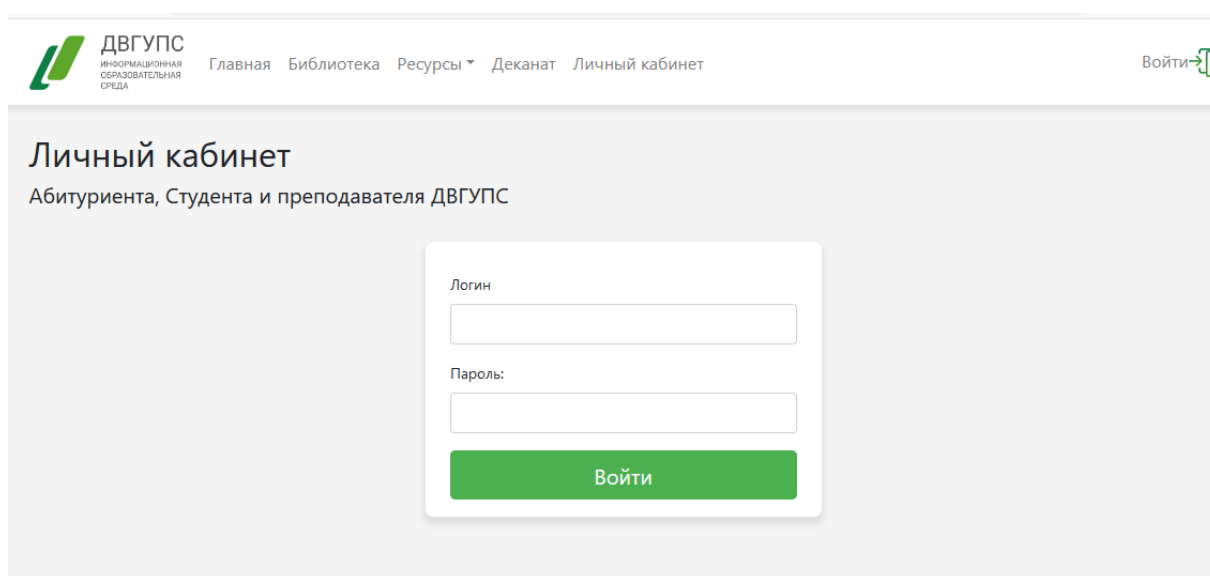 ДВГУПС
ИНФОРМАЦИОННАЯ
ОБРАЗОВАТЕЛЬНАЯ
СРЕДА
Главная Библиотека Ресурсы Деканат Личный кабинет
Войти
Личный кабинет
Абитуриента, Студента и преподавателя ДВГУПС
Логин
Пароль:
Войти